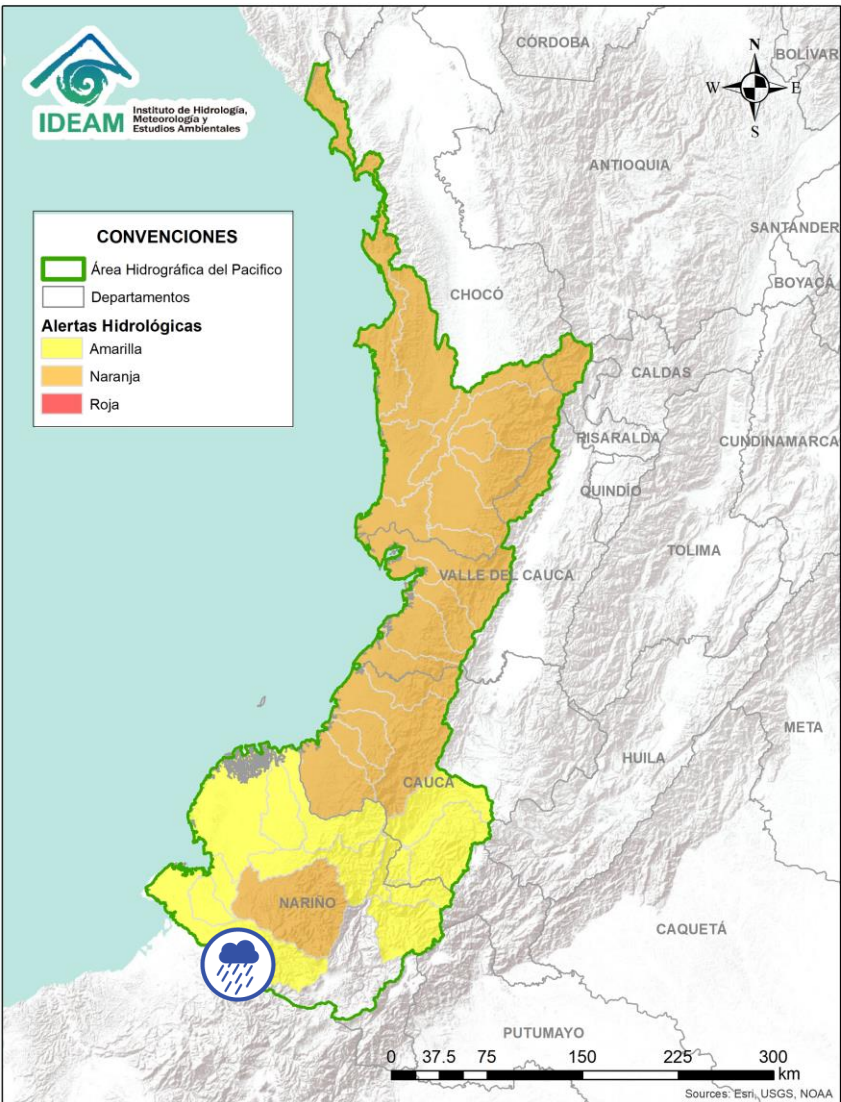 IDEAM
Instituto de Hidrología,
Meteorología y
Estudios Ambientales
N
W
E
S
CÓRDOBA
BOLÍVAR
ANTIOQUIA
SANTANDER
BOYACÁ
CHOCÓ
CALDAS
RISARALDA
CUNDINAMARCA
QUINDÍO
TOLIMA
VALLE DEL CAUCA
META
HUILA
CAUCA
NARIÑO
CAQUETÁ
PUTUMAYO
CONVENCIONES
Área Hidrográfica del Pacifico
Departamentos
Alertas Hidrológicas
Amarilla
Naranja
Roja
0 37.5 75 150 225 300
km
Sources: Esri, USGS, NOAA